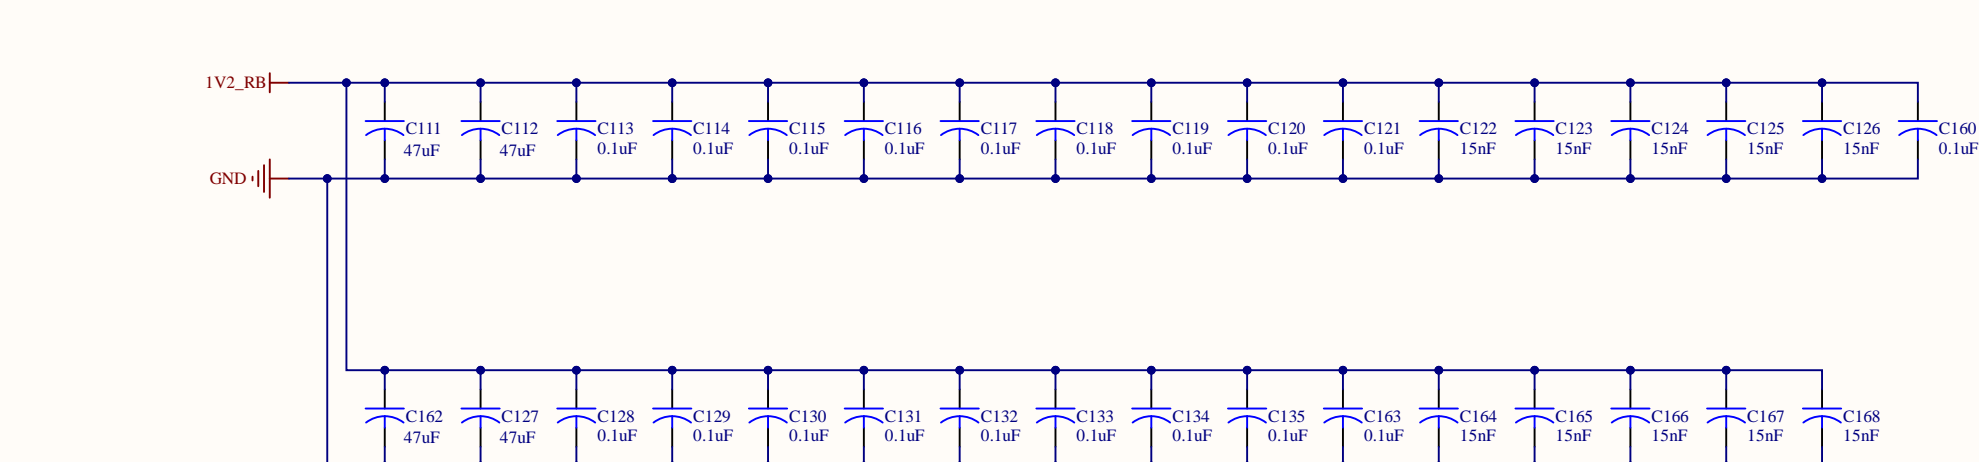 1V2_RB
C111 C112 C113 C114 C115 C116 C117 C118 C119 C120 C121 C122 C123 C124 C125 C126 C160
47uF 47uF 0.1uF 0.1uF 0.1uF 0.1uF 0.1uF 0.1uF 0.1uF 0.1uF 0.1uF 15nF 15nF 15nF 15nF 15nF 0.1uF
GND
C162 C127 C128 C129 C130 C131 C132 C133 C134 C135 C163 C164 C165 C166 C167 C168
47uF 47uF 0.1uF 0.1uF 0.1uF 0.1uF 0.1uF 0.1uF 0.1uF 0.1uF 0.1uF 15nF 15nF 15nF 15nF 15nF